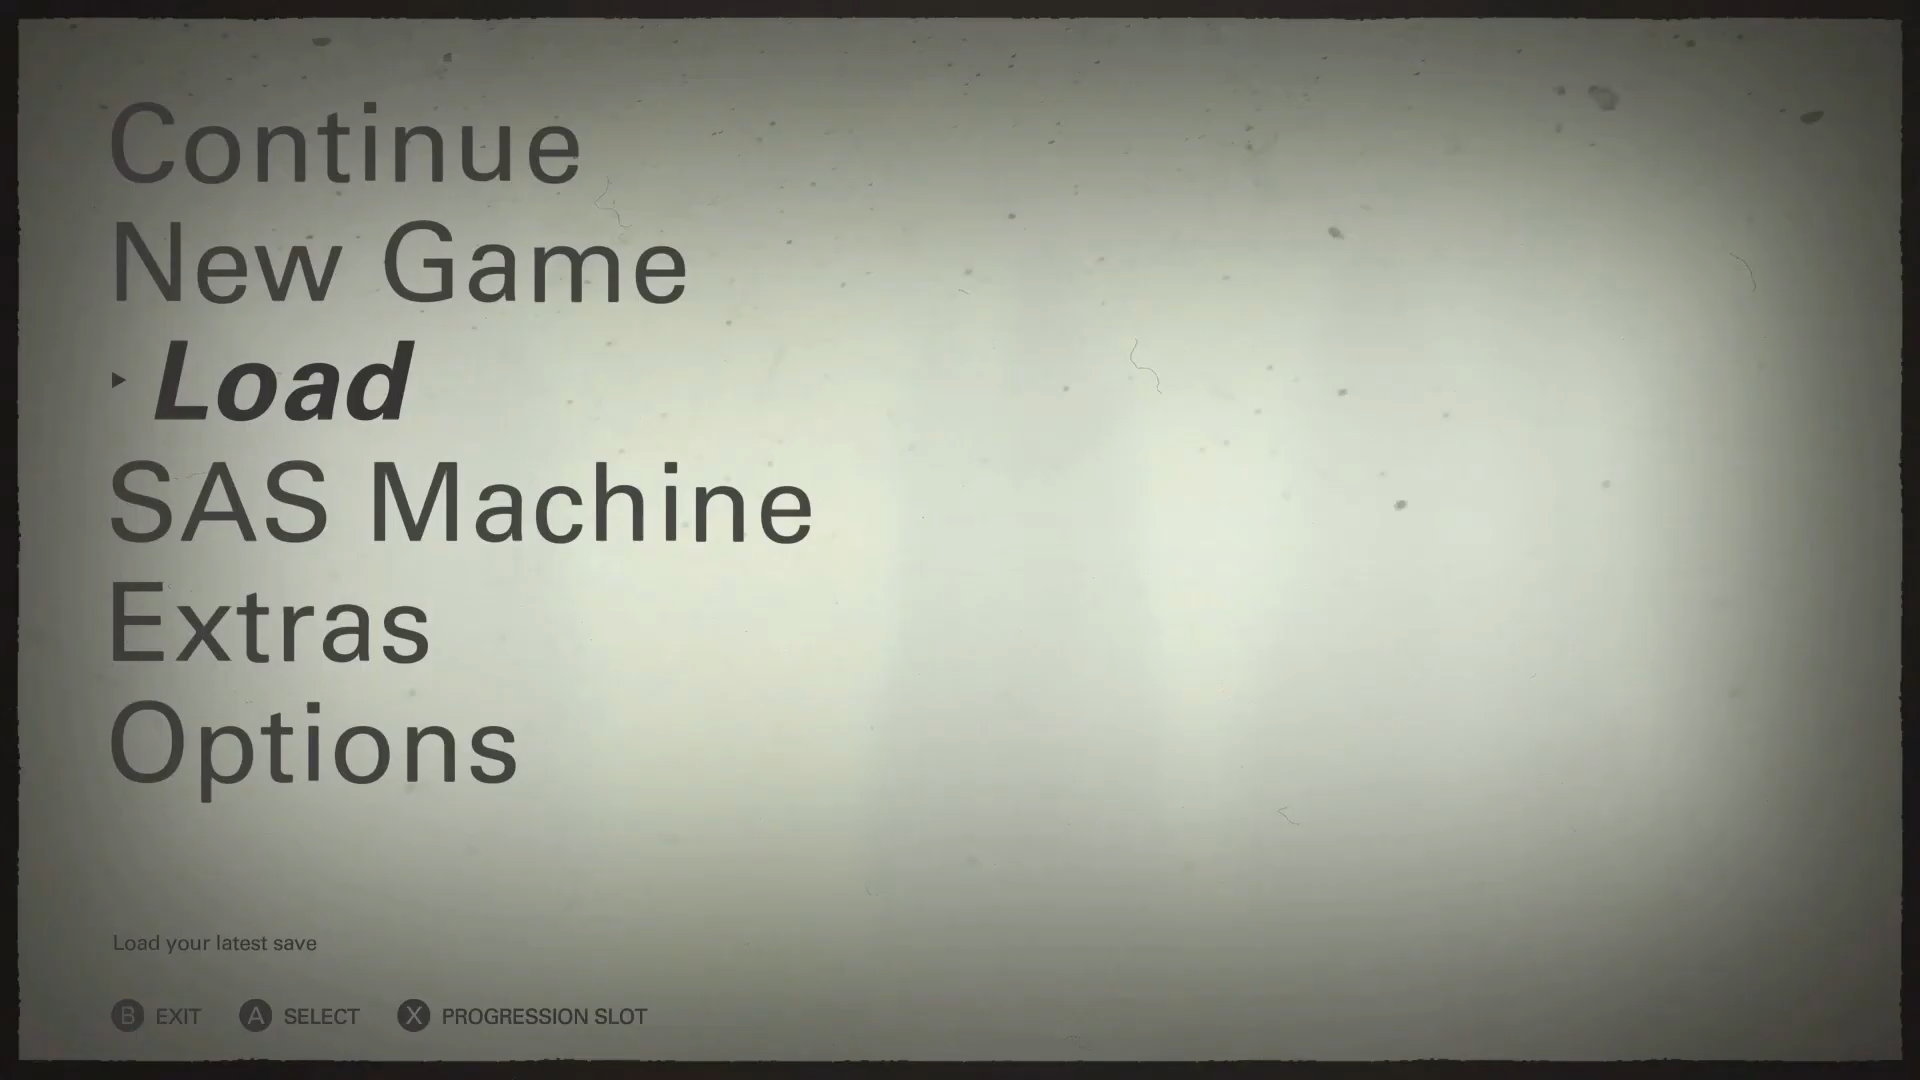 Continue
New Game
Load
SAS Machine
Extras
Options
Load your latest save
B EXIT A SELECT X PROGRESSION SLOT